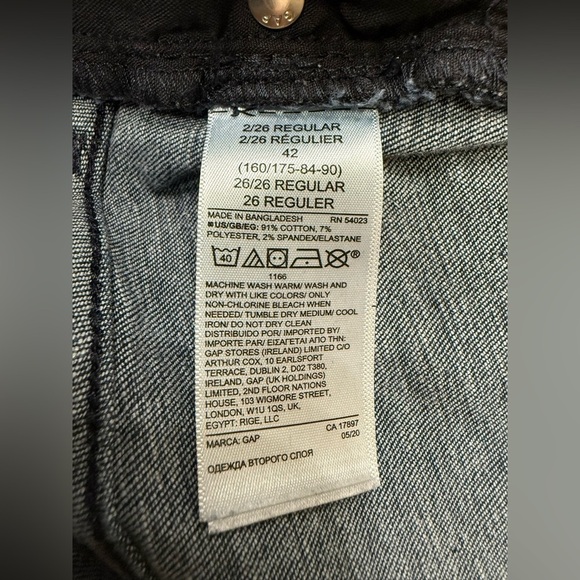 GAP
2/26 REGULAR
2/26 RÉGULIER
42
(160/175-84-90)
26/26 REGULAR
26 REGULER
MADE IN BANGLADESH RN 54023
US/GB/EG: 91% COTTON, 7%
POLYESTER, 2% SPANDEX/ELASTANE
40 ®
1166
MACHINE WASH WARM/ WASH AND
DRY WITH LIKE COLORS/ ONLY
NON-CHLORINE BLEACH WHEN
NEEDED/ TUMBLE DRY MEDIUM/ COOL
IRON/ DO NOT DRY CLEAN
DISTRIBUIDO POR/ IMPORTED BY/
IMPORTE PAR/ ΕΙΣΑΓΕΤΑΙ ΑΠΟ ΤΗΝ:
GAP STORES (IRELAND) LIMITED C/O
ARTHUR COX, 10 EARLSFORT
TERRACE, DUBLIN 2, D02 T380,
IRELAND, GAP (UK HOLDINGS)
LIMITED, 2ND FLOOR NATIONS
HOUSE, 103 WIGMORE STREET,
LONDON, W1U 1QS, UK,
EGYPT: RIGE, LLC
MARCA: GAP CA 17897
05/20
ОДЕЖДА ВТОРОГО СЛОЯ